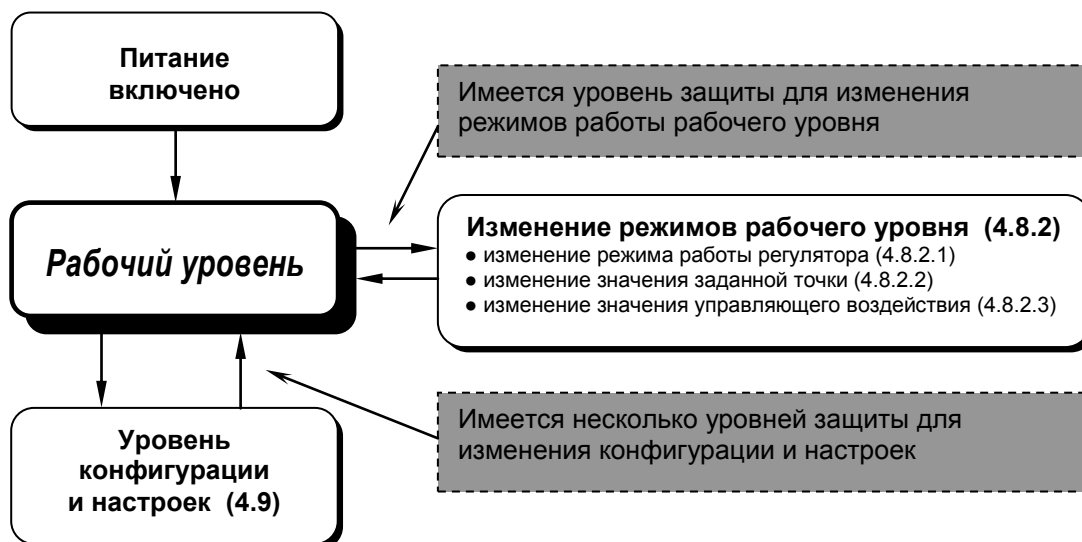 Питание
включено
Имеется уровень защиты для изменения
режимов работы рабочего уровня
Рабочий уровень
Изменение режимов рабочего уровня (4.8.2)
● изменение режима работы регулятора (4.8.2.1)
● изменение значения заданной точки (4.8.2.2)
● изменение значения управляющего воздействия (4.8.2.3)
Уровень
конфигурации
и настроек (4.9)
Имеется несколько уровней защиты для
изменения конфигурации и настроек